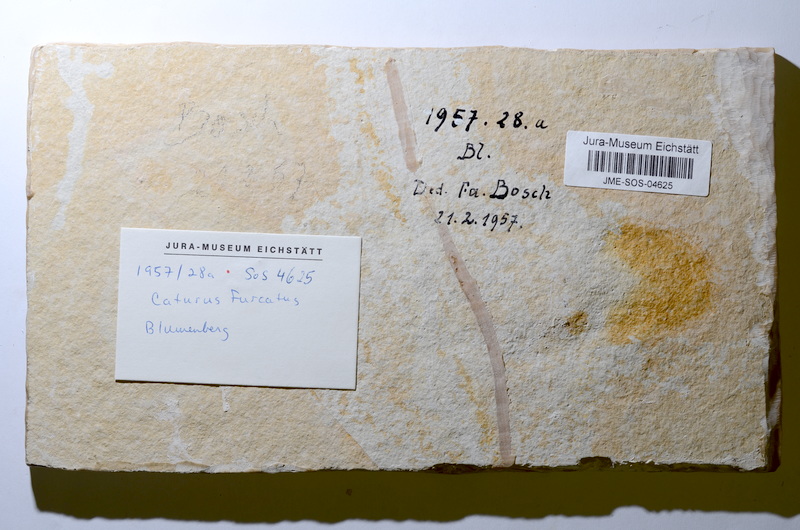 1957.28.a
Bl.
Ded. Fa. Bosch
21.2.1957.
Jura-Museum Eichstätt
JME-SOS-04625
JURA-MUSEUM EICHSTÄTT
1957/28a • SoS 4625
Caturus Furcatus
Blumenberg